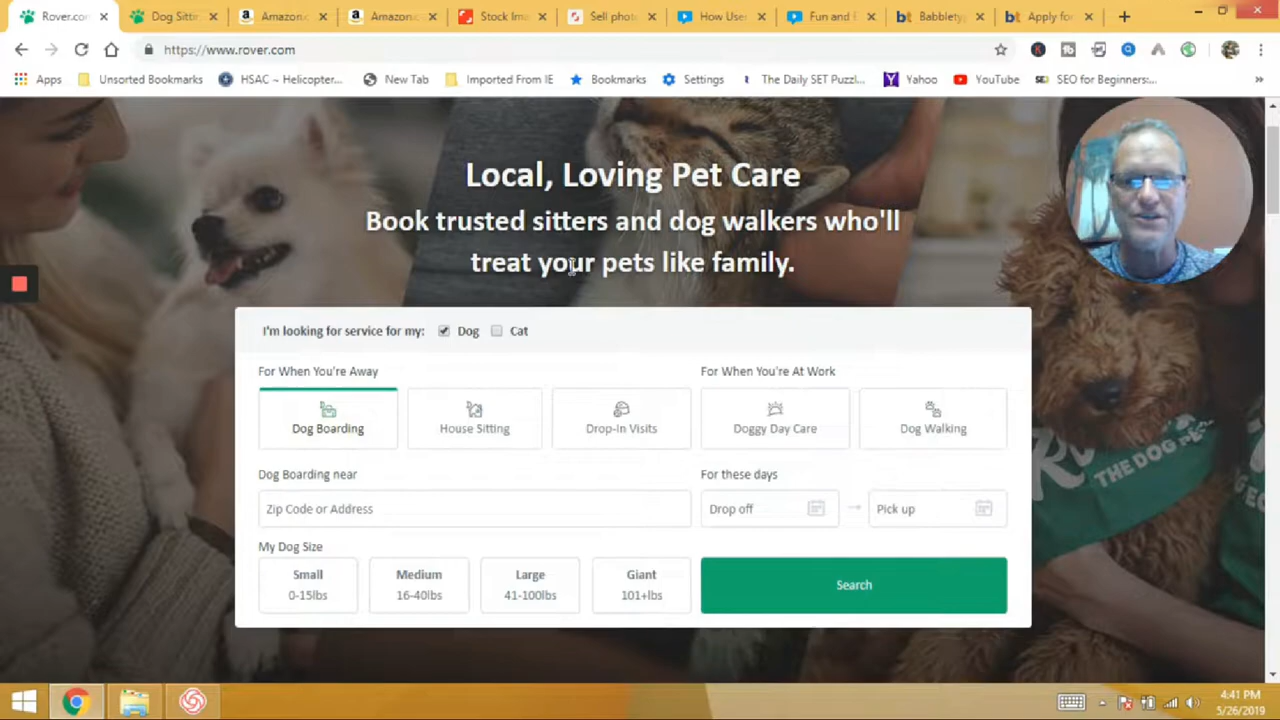 Rover.com
Dog Sittin
Amazon.c
Amazon.c
Stock Ima
Sell phot
How User
Fun and E
Babblety
Apply for
https://www.rover.com
Apps
Unsorted Bookmarks
HSAC ~ Helicopter...
New Tab
Imported From IE
Bookmarks
Settings
The Daily SET Puzzl...
Yahoo
YouTube
SEO for Beginners:...
Local, Loving Pet Care
Book trusted sitters and dog walkers who'll
treat your pets like family.
I'm looking for service for my:
Dog
Cat
For When You're Away
For When You're At Work
Dog Boarding
House Sitting
Drop-In Visits
Doggy Day Care
Dog Walking
Dog Boarding near
For these days
Zip Code or Address
Drop off
Pick up
My Dog Size
Small
0-15lbs
Medium
16-40lbs
Large
41-100lbs
Giant
101+lbs
Search
THE DOG PE
4:41 PM
5/26/2019